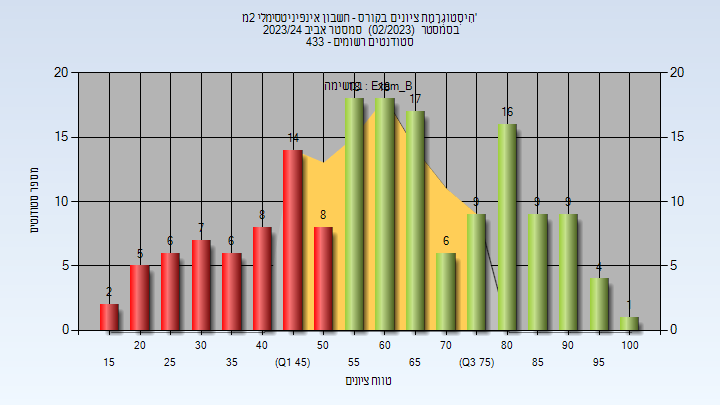 היסטוגרמת ציונים בקורס - חשבון אינפיניטסימלי 2מ'
בסמסטר (02/2023) סמסטר אביב 2023/24
סטודנטים רשומים - 433
במשימה : Exam_B
מספר סטודנטים
20 15 10 5 0
20 15 10 5 0
2 5 6 7 6 8 14 8 18 18 17 6 9 16 9 9 4 1
20 30 40 50 60 70 80 90 100
15 25 35 (Q1 45) 55 65 (Q3 75) 85 95
טווח ציונים